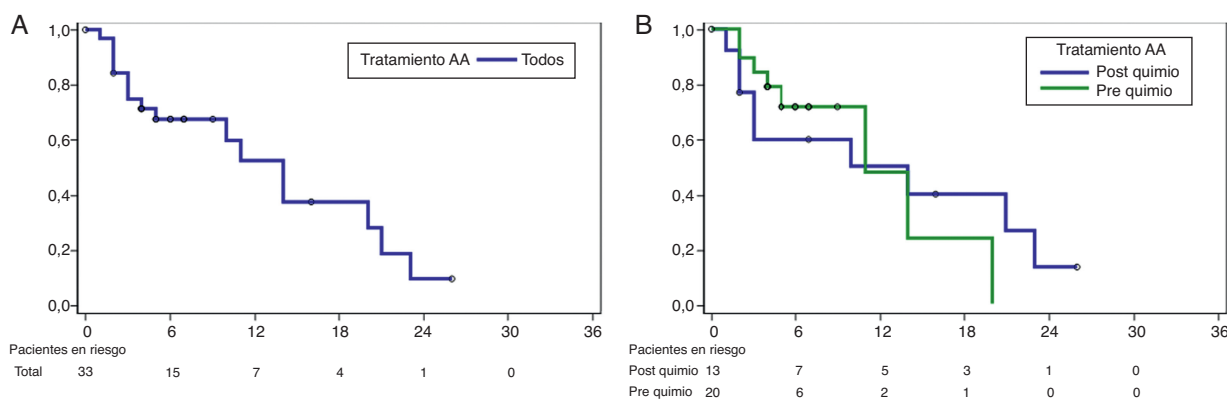 A
1,0
0,8
0,6
0,4
0,2
0,0
Tratamiento AA Todos
0 6 12 18 24 30 36
Pacientes en riesgo
Total 33 15 7 4 1 0
B
1,0
0,8
0,6
0,4
0,2
0,0
Tratamiento AA
Post quimio
Pre quimio
0 6 12 18 24 30 36
Pacientes en riesgo
Post quimio 13 7 5 3 1 0
Pre quimio 20 6 2 1 0 0